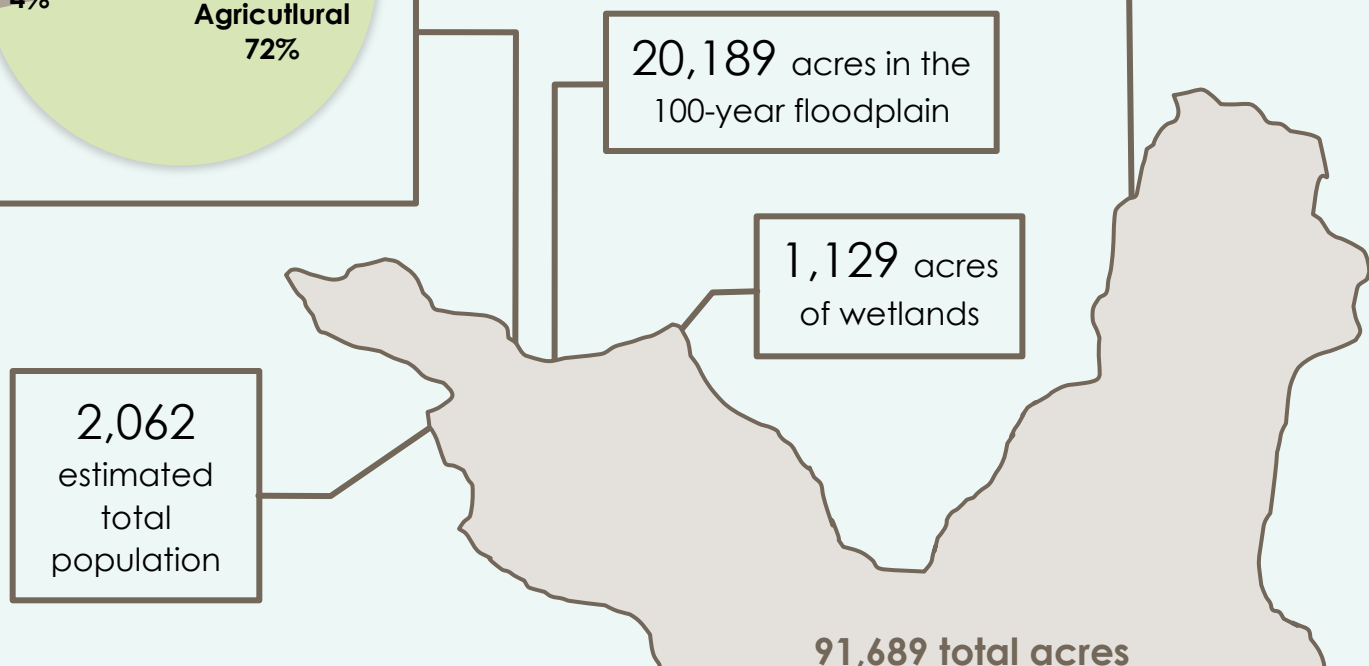 4%
Agricutlural
72%
20,189 acres in the
100-year floodplain
1,129 acres
of wetlands
2,062
estimated
total
population
91,689 total acres